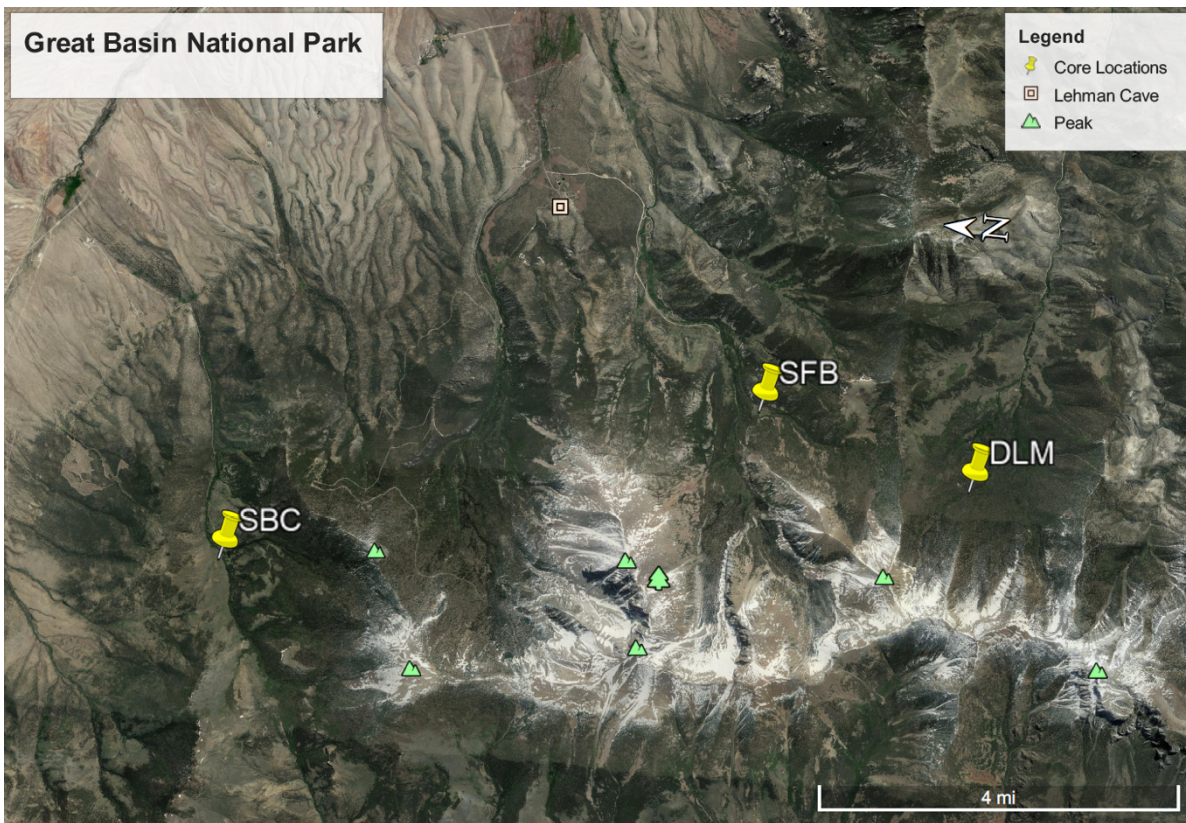 Great Basin National Park
Legend
Core Locations
Lehman Cave
Peak
N
SFB
DLM
SBC
4 mi